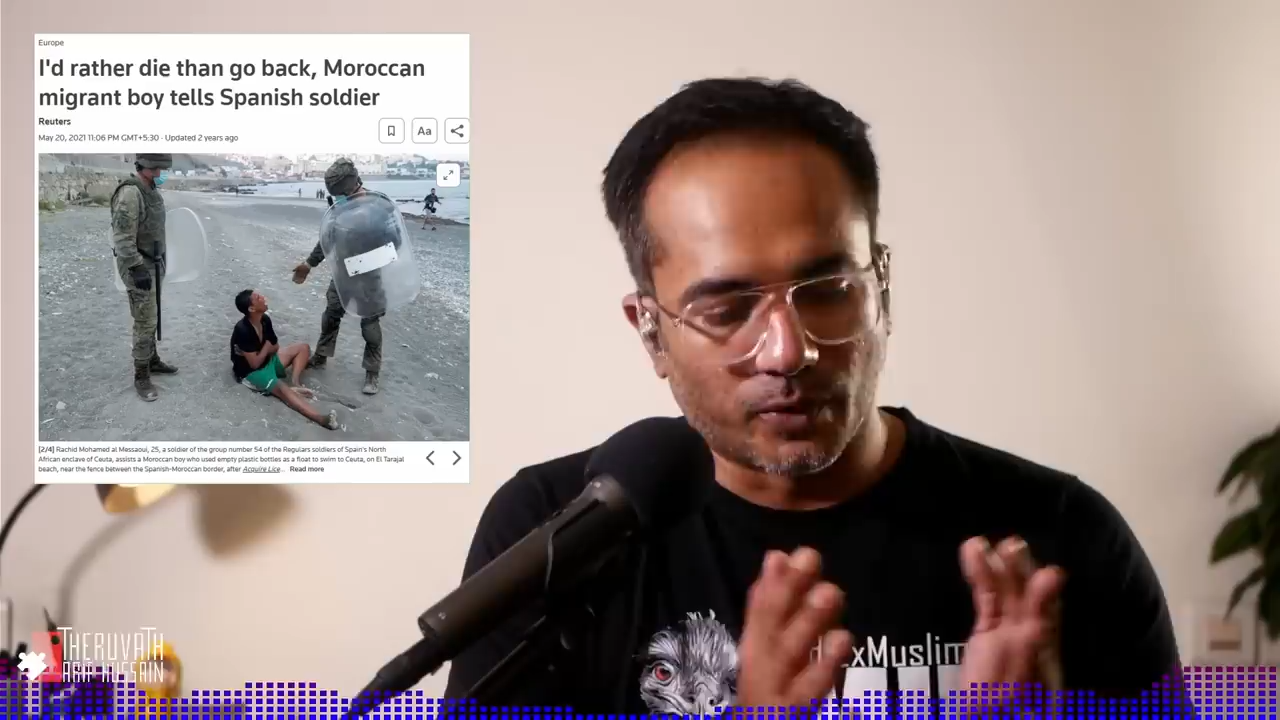 Europe
I'd rather die than go back, Moroccan
migrant boy tells Spanish soldier
Reuters
May 20, 2021 11:06 PM GMT+5:30 · Updated 2 years ago
Aa
[2/4] Rachid Mohamed al Messaoui, 25, a soldier of the group number 54 of the Regulars soldiers of Spain's North
African enclave of Ceuta, assists a Moroccan boy who used empty plastic bottles as a float to swim to Ceuta, on El Tarajal
beach, near the fence between the Spanish-Moroccan border, after Acquire Lice... Read more
xMuslim
THERUVATH
ARIF HUSSAIN